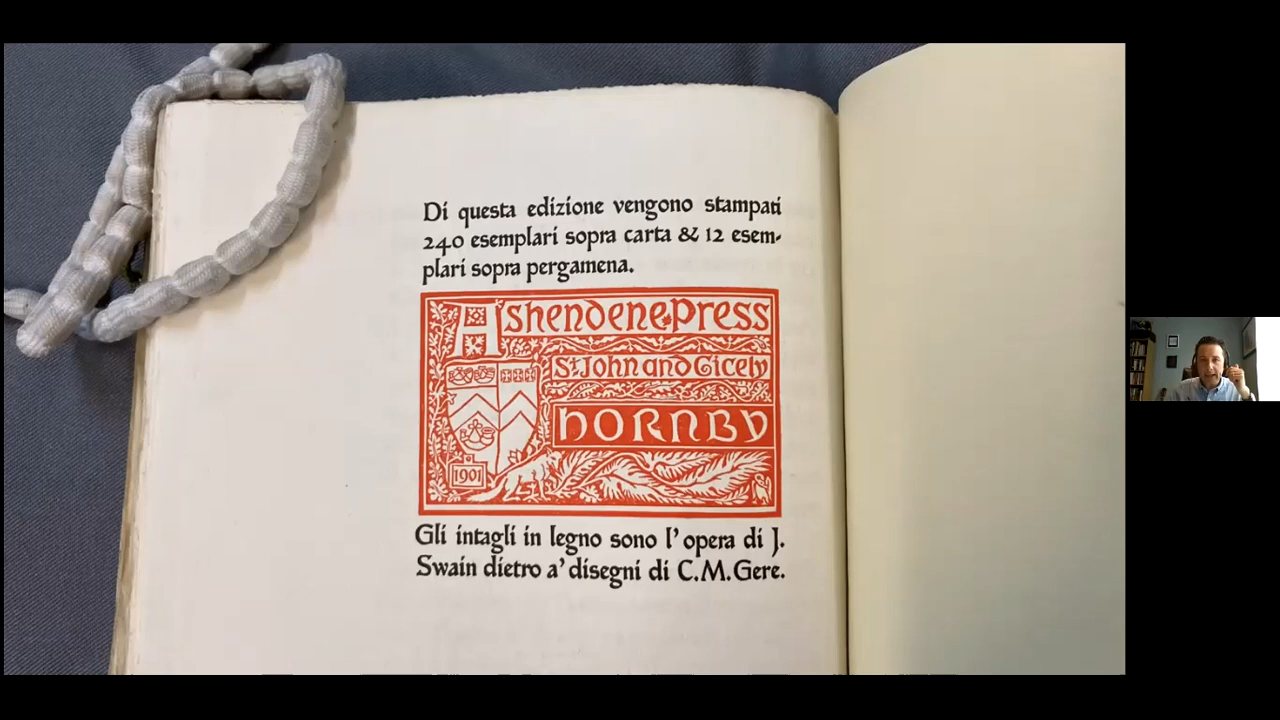 Di questa edizione vengono stampati
240 esemplari sopra carta & 12 esem-
plari sopra pergamena.
Ashendene Press
St. John and Cicely
HORNBY
1901
Gli intagli in legno sono l'opera di J.
Swain dietro a' disegni di C.M.Gere.